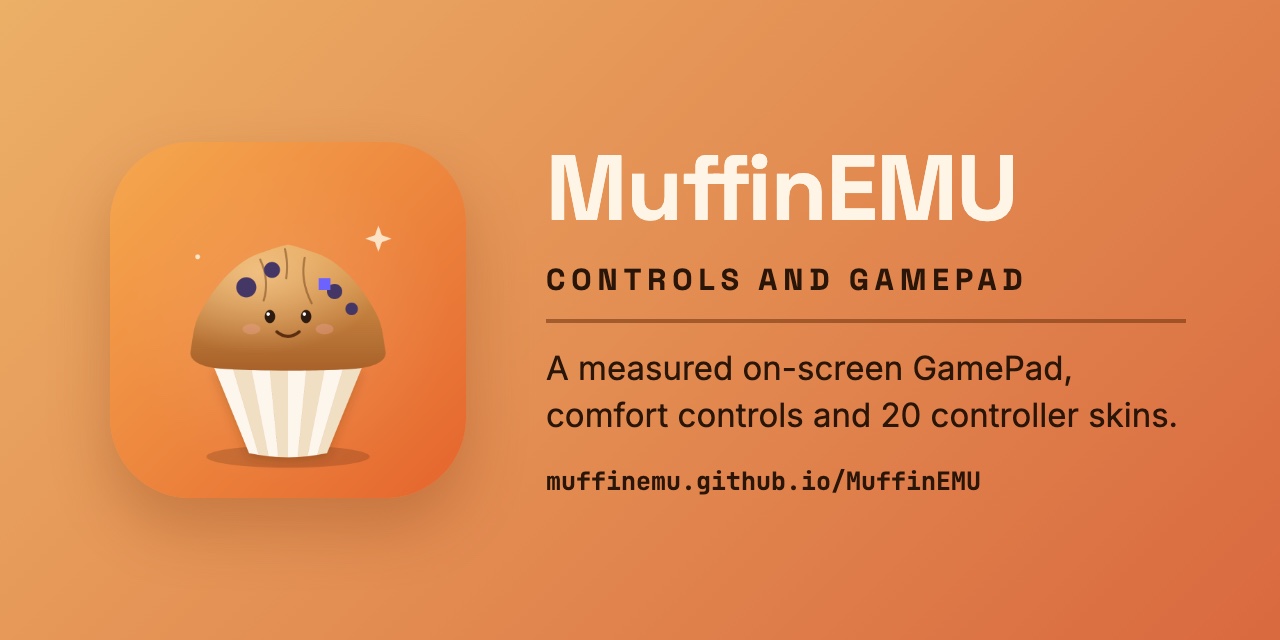 MuffinEMU
CONTROLS AND GAMEPAD
A measured on-screen GamePad,
comfort controls and 20 controller skins.
muffinemu.github.io/MuffinEMU